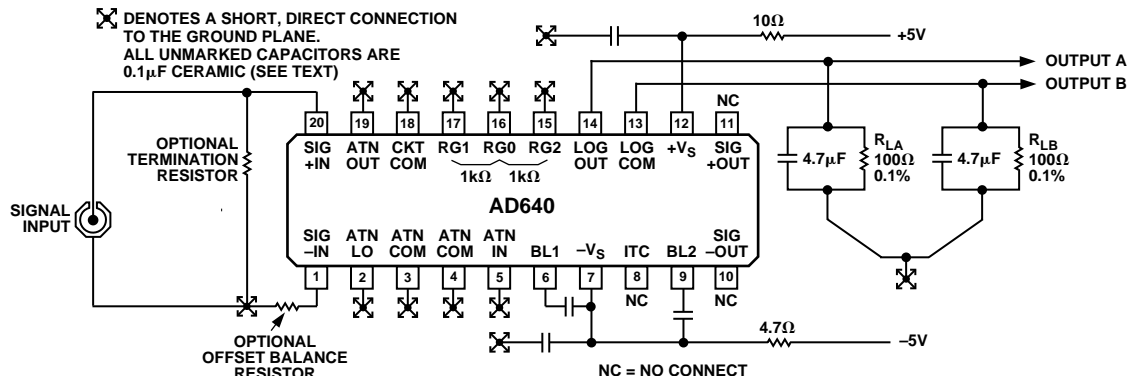 DENOTES A SHORT, DIRECT CONNECTION
TO THE GROUND PLANE.
ALL UNMARKED CAPACITORS ARE
0.1µF CERAMIC (SEE TEXT)
10Ω
+5V
OUTPUT A
OUTPUT B
NC
20 19 18 17 16 15 14 13 12 11
SIG +IN
ATN OUT
CKT COM
RG1
RG0
RG2
LOG OUT
LOG COM
+VS
SIG +OUT
1kΩ 1kΩ
OPTIONAL
TERMINATION
RESISTOR
4.7µF
RLA
100Ω
0.1%
4.7µF
RLB
100Ω
0.1%
SIGNAL
INPUT
AD640
SIG –IN
ATN LO
ATN COM
ATN COM
ATN IN
BL1
–VS
ITC
BL2
SIG –OUT
1 2 3 4 5 6 7 8 9 10
NC
NC
OPTIONAL
OFFSET BALANCE
RESISTOR
4.7Ω
–5V
NC = NO CONNECT